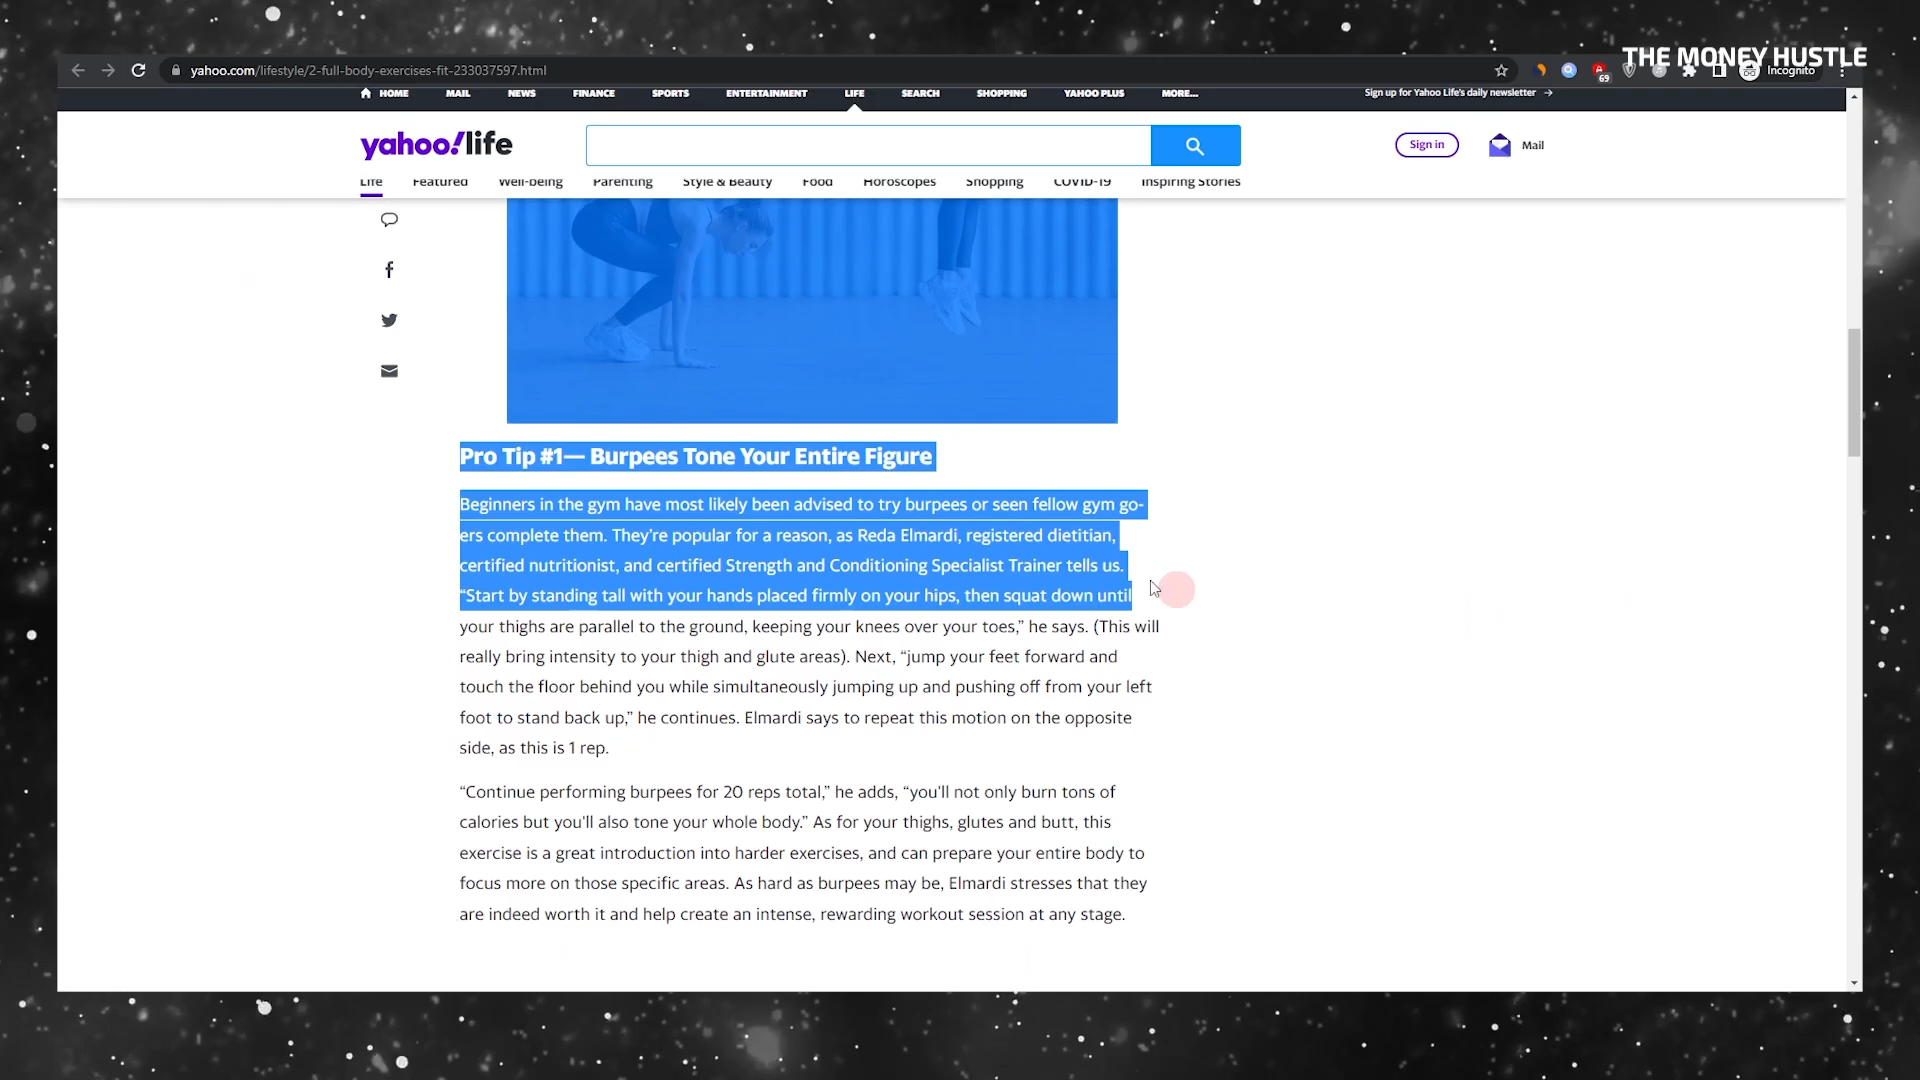 THE MONEY HUSTLE
yahoo.com/lifestyle/2-full-body-exercises-fit-233037597.html
69
Incognito
HOME MAIL NEWS FINANCE SPORTS ENTERTAINMENT LIFE SEARCH SHOPPING YAHOO PLUS MORE...
Sign up for Yahoo Life's daily newsletter →
yahoo!life
Sign in
Mail
Life Featured Well-being Parenting Style & Beauty Food Horoscopes Shopping COVID-19 Inspiring Stories
Pro Tip #1— Burpees Tone Your Entire Figure
Beginners in the gym have most likely been advised to try burpees or seen fellow gym go-
ers complete them. They’re popular for a reason, as Reda Elmardi, registered dietitian,
certified nutritionist, and certified Strength and Conditioning Specialist Trainer tells us.
“Start by standing tall with your hands placed firmly on your hips, then squat down until
your thighs are parallel to the ground, keeping your knees over your toes,” he says. (This will
really bring intensity to your thigh and glute areas). Next, “jump your feet forward and
touch the floor behind you while simultaneously jumping up and pushing off from your left
foot to stand back up,” he continues. Elmardi says to repeat this motion on the opposite
side, as this is 1 rep.
“Continue performing burpees for 20 reps total,” he adds, “you'll not only burn tons of
calories but you'll also tone your whole body.” As for your thighs, glutes and butt, this
exercise is a great introduction into harder exercises, and can prepare your entire body to
focus more on those specific areas. As hard as burpees may be, Elmardi stresses that they
are indeed worth it and help create an intense, rewarding workout session at any stage.